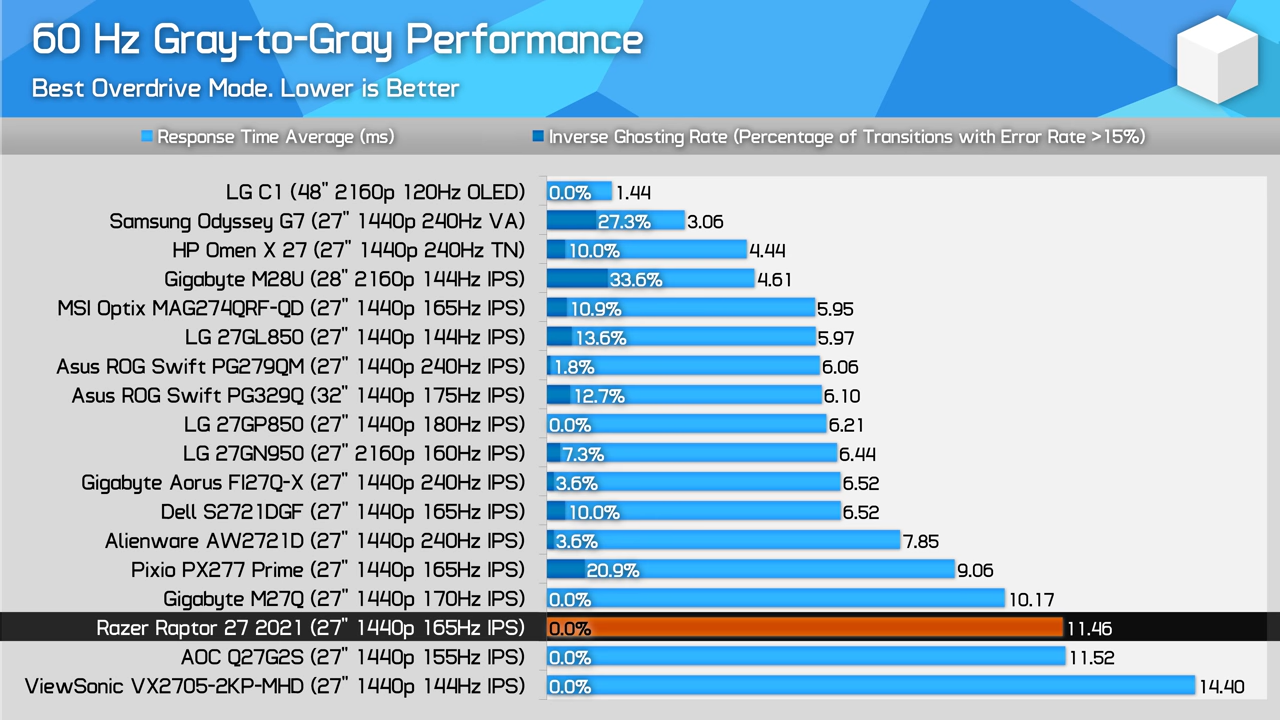 60 Hz Gray-to-Gray Performance
Best Overdrive Mode. Lower is Better
Response Time Average (ms) Inverse Ghosting Rate (Percentage of Transitions with Error Rate >15%)
LG C1 (48" 2160p 120Hz OLED) 0.0% 1.44
Samsung Odyssey G7 (27" 1440p 240Hz VA) 27.3% 3.06
HP Omen X 27 (27" 1440p 240Hz TN) 10.0% 4.44
Gigabyte M28U (28" 2160p 144Hz IPS) 33.6% 4.61
MSI Optix MAG274QRF-QD (27" 1440p 165Hz IPS) 10.9% 5.95
LG 27GL850 (27" 1440p 144Hz IPS) 13.6% 5.97
Asus ROG Swift PG279QM (27" 1440p 240Hz IPS) 1.8% 6.06
Asus ROG Swift PG329Q (32" 1440p 175Hz IPS) 12.7% 6.10
LG 27GP850 (27" 1440p 180Hz IPS) 0.0% 6.21
LG 27GN950 (27" 2160p 160Hz IPS) 7.3% 6.44
Gigabyte Aorus FI27Q-X (27" 1440p 240Hz IPS) 3.6% 6.52
Dell S2721DGF (27" 1440p 165Hz IPS) 10.0% 6.52
Alienware AW2721D (27" 1440p 240Hz IPS) 3.6% 7.85
Pixio PX277 Prime (27" 1440p 165Hz IPS) 20.9% 9.06
Gigabyte M27Q (27" 1440p 170Hz IPS) 0.0% 10.17
Razer Raptor 27 2021 (27" 1440p 165Hz IPS) 0.0% 11.46
AOC Q27G2S (27" 1440p 155Hz IPS) 0.0% 11.52
ViewSonic VX2705-2KP-MHD (27" 1440p 144Hz IPS) 0.0% 14.40